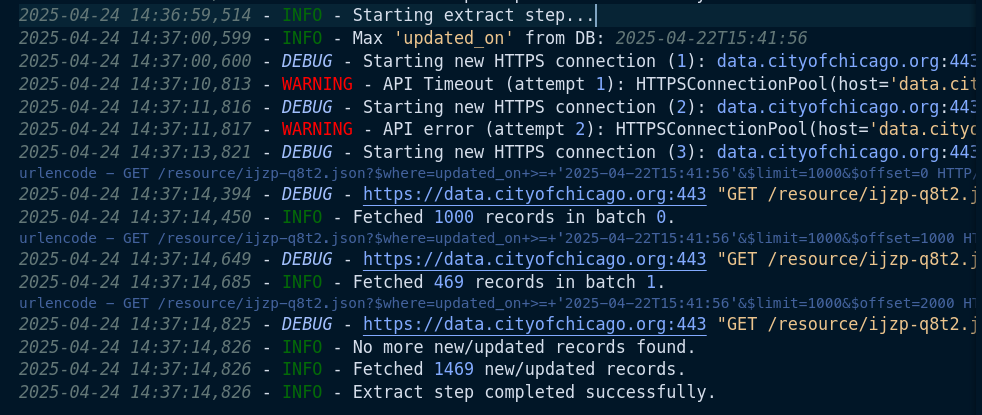 2025-04-24 14:36:59,514 - INFO - Starting extract step...
2025-04-24 14:37:00,599 - INFO - Max 'updated_on' from DB: 2025-04-22T15:41:56
2025-04-24 14:37:00,600 - DEBUG - Starting new HTTPS connection (1): data.cityofchicago.org:443
2025-04-24 14:37:10,813 - WARNING - API Timeout (attempt 1): HTTPSConnectionPool(host='data.cit
2025-04-24 14:37:11,816 - DEBUG - Starting new HTTPS connection (2): data.cityofchicago.org:443
2025-04-24 14:37:11,817 - WARNING - API error (attempt 2): HTTPSConnectionPool(host='data.cityo
2025-04-24 14:37:13,821 - DEBUG - Starting new HTTPS connection (3): data.cityofchicago.org:443
urlencode – GET /resource/ijzp-q8t2.json?$where=updated_on+>=+'2025-04-22T15:41:56'&$limit=1000&$offset=0 HTTP/
2025-04-24 14:37:14,394 - DEBUG - https://data.cityofchicago.org:443 "GET /resource/ijzp-q8t2.j
2025-04-24 14:37:14,450 - INFO - Fetched 1000 records in batch 0.
urlencode – GET /resource/ijzp-q8t2.json?$where=updated_on+>=+'2025-04-22T15:41:56'&$limit=1000&$offset=1000 HT
2025-04-24 14:37:14,649 - DEBUG - https://data.cityofchicago.org:443 "GET /resource/ijzp-q8t2.j
2025-04-24 14:37:14,685 - INFO - Fetched 469 records in batch 1.
urlencode – GET /resource/ijzp-q8t2.json?$where=updated_on+>=+'2025-04-22T15:41:56'&$limit=1000&$offset=2000 HT
2025-04-24 14:37:14,825 - DEBUG - https://data.cityofchicago.org:443 "GET /resource/ijzp-q8t2.j
2025-04-24 14:37:14,826 - INFO - No more new/updated records found.
2025-04-24 14:37:14,826 - INFO - Fetched 1469 new/updated records.
2025-04-24 14:37:14,826 - INFO - Extract step completed successfully.